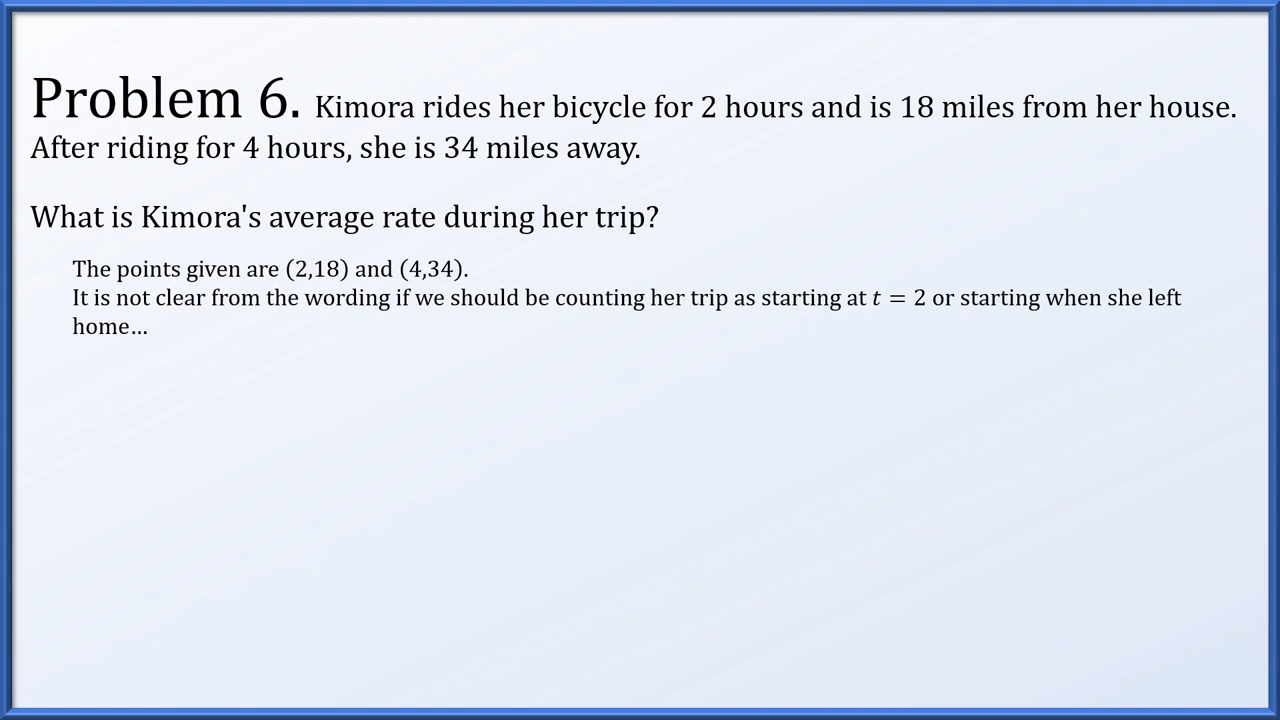 Problem 6. Kimora rides her bicycle for 2 hours and is 18 miles from her house.
After riding for 4 hours, she is 34 miles away.
What is Kimora's average rate during her trip?
The points given are (2,18) and (4,34).
It is not clear from the wording if we should be counting her trip as starting at t = 2 or starting when she left
home…